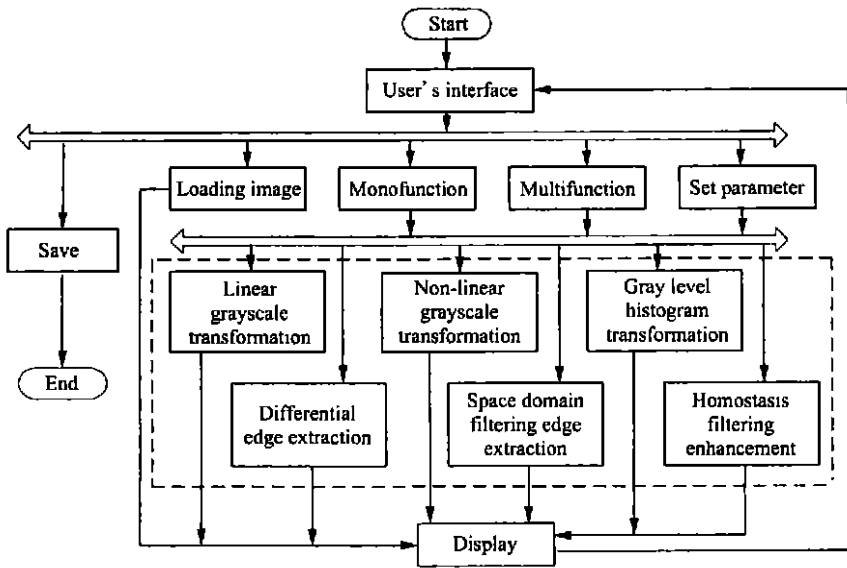 Start
User's interface
Loading image
Monofunction
Multifunction
Set parameter
Save
Linear
grayscale
transformation
Non-linear
grayscale
transformation
Gray level
histogram
transformation
End
Differential
edge extraction
Space domain
filtering edge
extraction
Homostasis
filtering
enhancement
Display